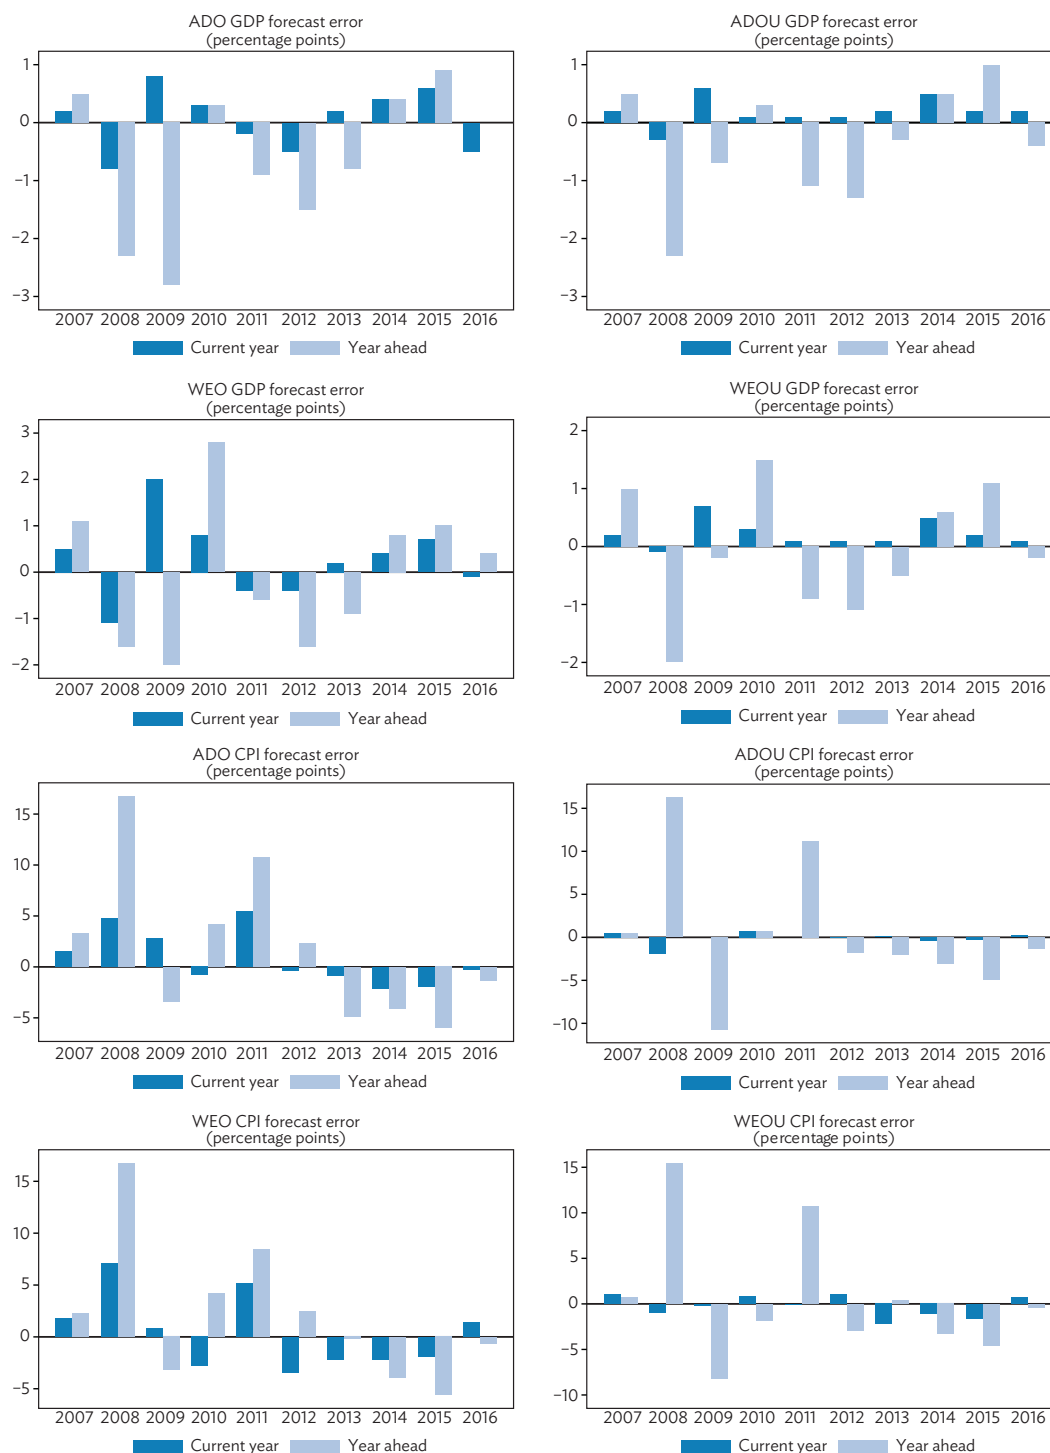 ADO GDP forecast error
(percentage points)
1
0
−1
−2
−3
2007 2008 2009 2010 2011 2012 2013 2014 2015 2016
Current year Year ahead
ADOU GDP forecast error
(percentage points)
1
0
−1
−2
−3
2007 2008 2009 2010 2011 2012 2013 2014 2015 2016
Current year Year ahead
WEO GDP forecast error
(percentage points)
3
2
1
0
−1
−2
2007 2008 2009 2010 2011 2012 2013 2014 2015 2016
Current year Year ahead
WEOU GDP forecast error
(percentage points)
2
1
0
−1
−2
2007 2008 2009 2010 2011 2012 2013 2014 2015 2016
Current year Year ahead
ADO CPI forecast error
(percentage points)
15
10
5
0
−5
2007 2008 2009 2010 2011 2012 2013 2014 2015 2016
Current year Year ahead
ADOU CPI forecast error
(percentage points)
15
10
5
0
−5
−10
2007 2008 2009 2010 2011 2012 2013 2014 2015 2016
Current year Year ahead
WEO CPI forecast error
(percentage points)
15
10
5
0
−5
2007 2008 2009 2010 2011 2012 2013 2014 2015 2016
Current year Year ahead
WEOU CPI forecast error
(percentage points)
15
10
5
0
−5
−10
2007 2008 2009 2010 2011 2012 2013 2014 2015 2016
Current year Year ahead